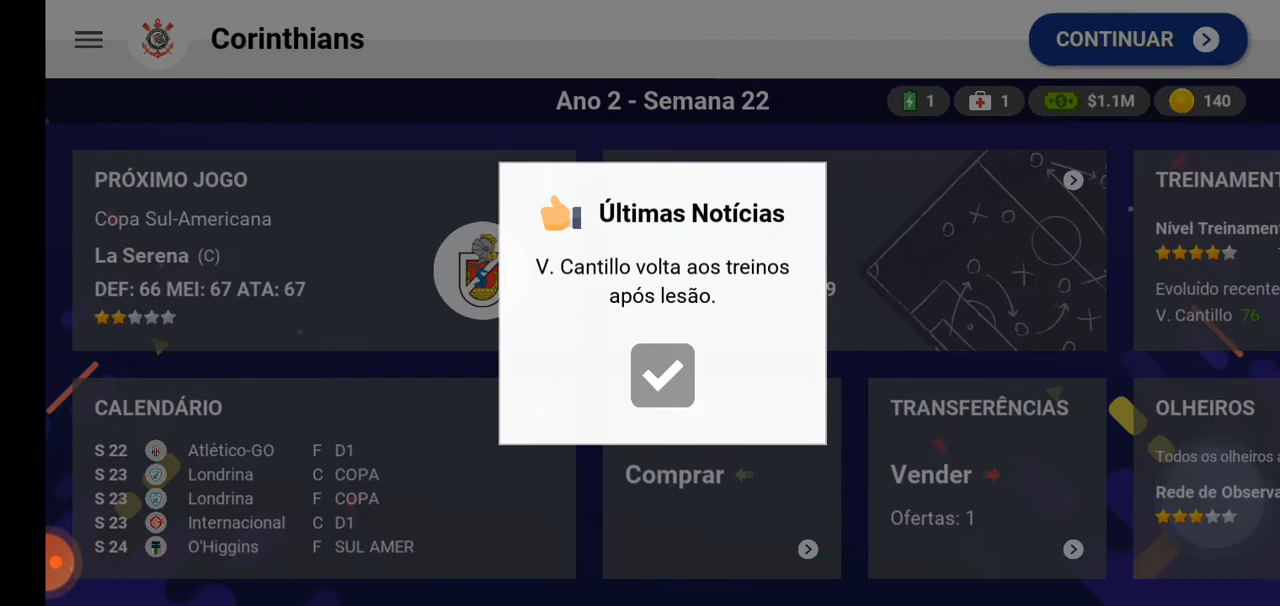 Corinthians
CONTINUAR
Ano 2 - Semana 22
1
1
$1.1M
140
PRÓXIMO JOGO
Copa Sul-Americana
La Serena (C)
DEF: 66 MEI: 67 ATA: 67
9
TREINAMENT
Nível Treinamen
Evoluído recente
V. Cantillo 76
Últimas Notícias
V. Cantillo volta aos treinos
após lesão.
CALENDÁRIO
S 22 Atlético-GO F D1
S 23 Londrina C COPA
S 23 Londrina F COPA
S 23 Internacional C D1
S 24 O'Higgins F SUL AMER
Comprar
TRANSFERÊNCIAS
Vender
Ofertas: 1
OLHEIROS
Todos os olheiros a
Rede de Observa